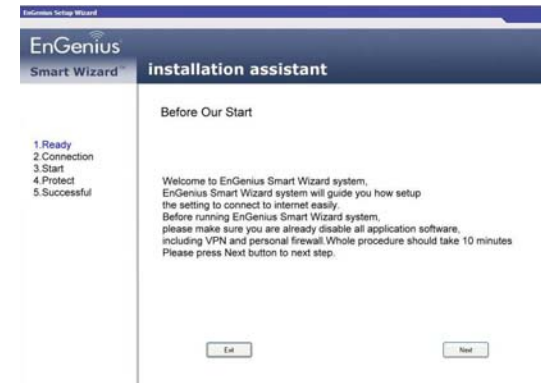 EnGenius Setup Wizard
EnGenius
Smart Wizard™
installation assistant
Before Our Start
1.Ready
2.Connection
3.Start
4.Protect
5.Successful
Welcome to EnGenius Smart Wizard system,
EnGenius Smart Wizard system will guide you how setup
the setting to connect to internet easily.
Before running EnGenius Smart Wizard system,
please make sure you are already disable all application software,
including VPN and personal firewall.Whole procedure should take 10 minutes
Please press Next button to next step.
Exit
Next